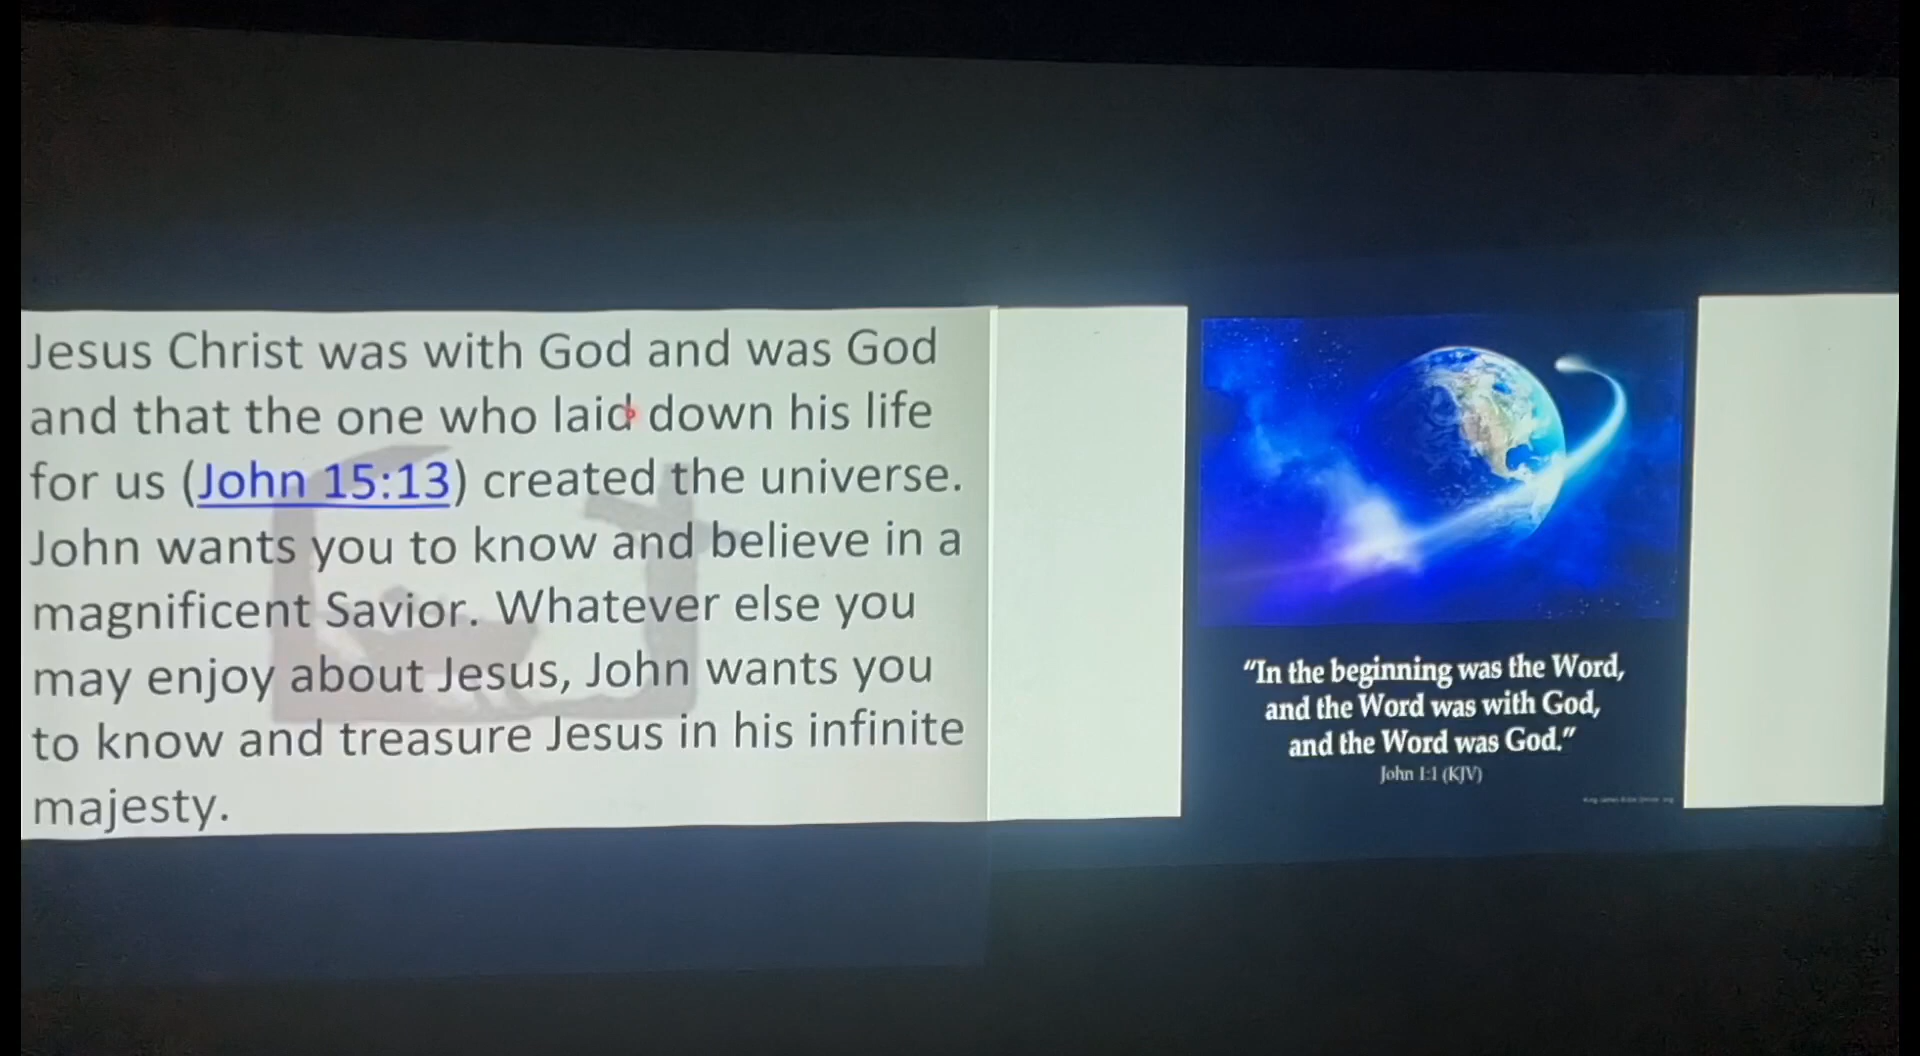 Jesus Christ was with God and was God
and that the one who laid down his life
for us (John 15:13) created the universe.
John wants you to know and believe in a
magnificent Savior. Whatever else you
may enjoy about Jesus, John wants you
to know and treasure Jesus in his infinite
majesty.
“In the beginning was the Word,
and the Word was with God,
and the Word was God.”
John 1:1 (KJV)